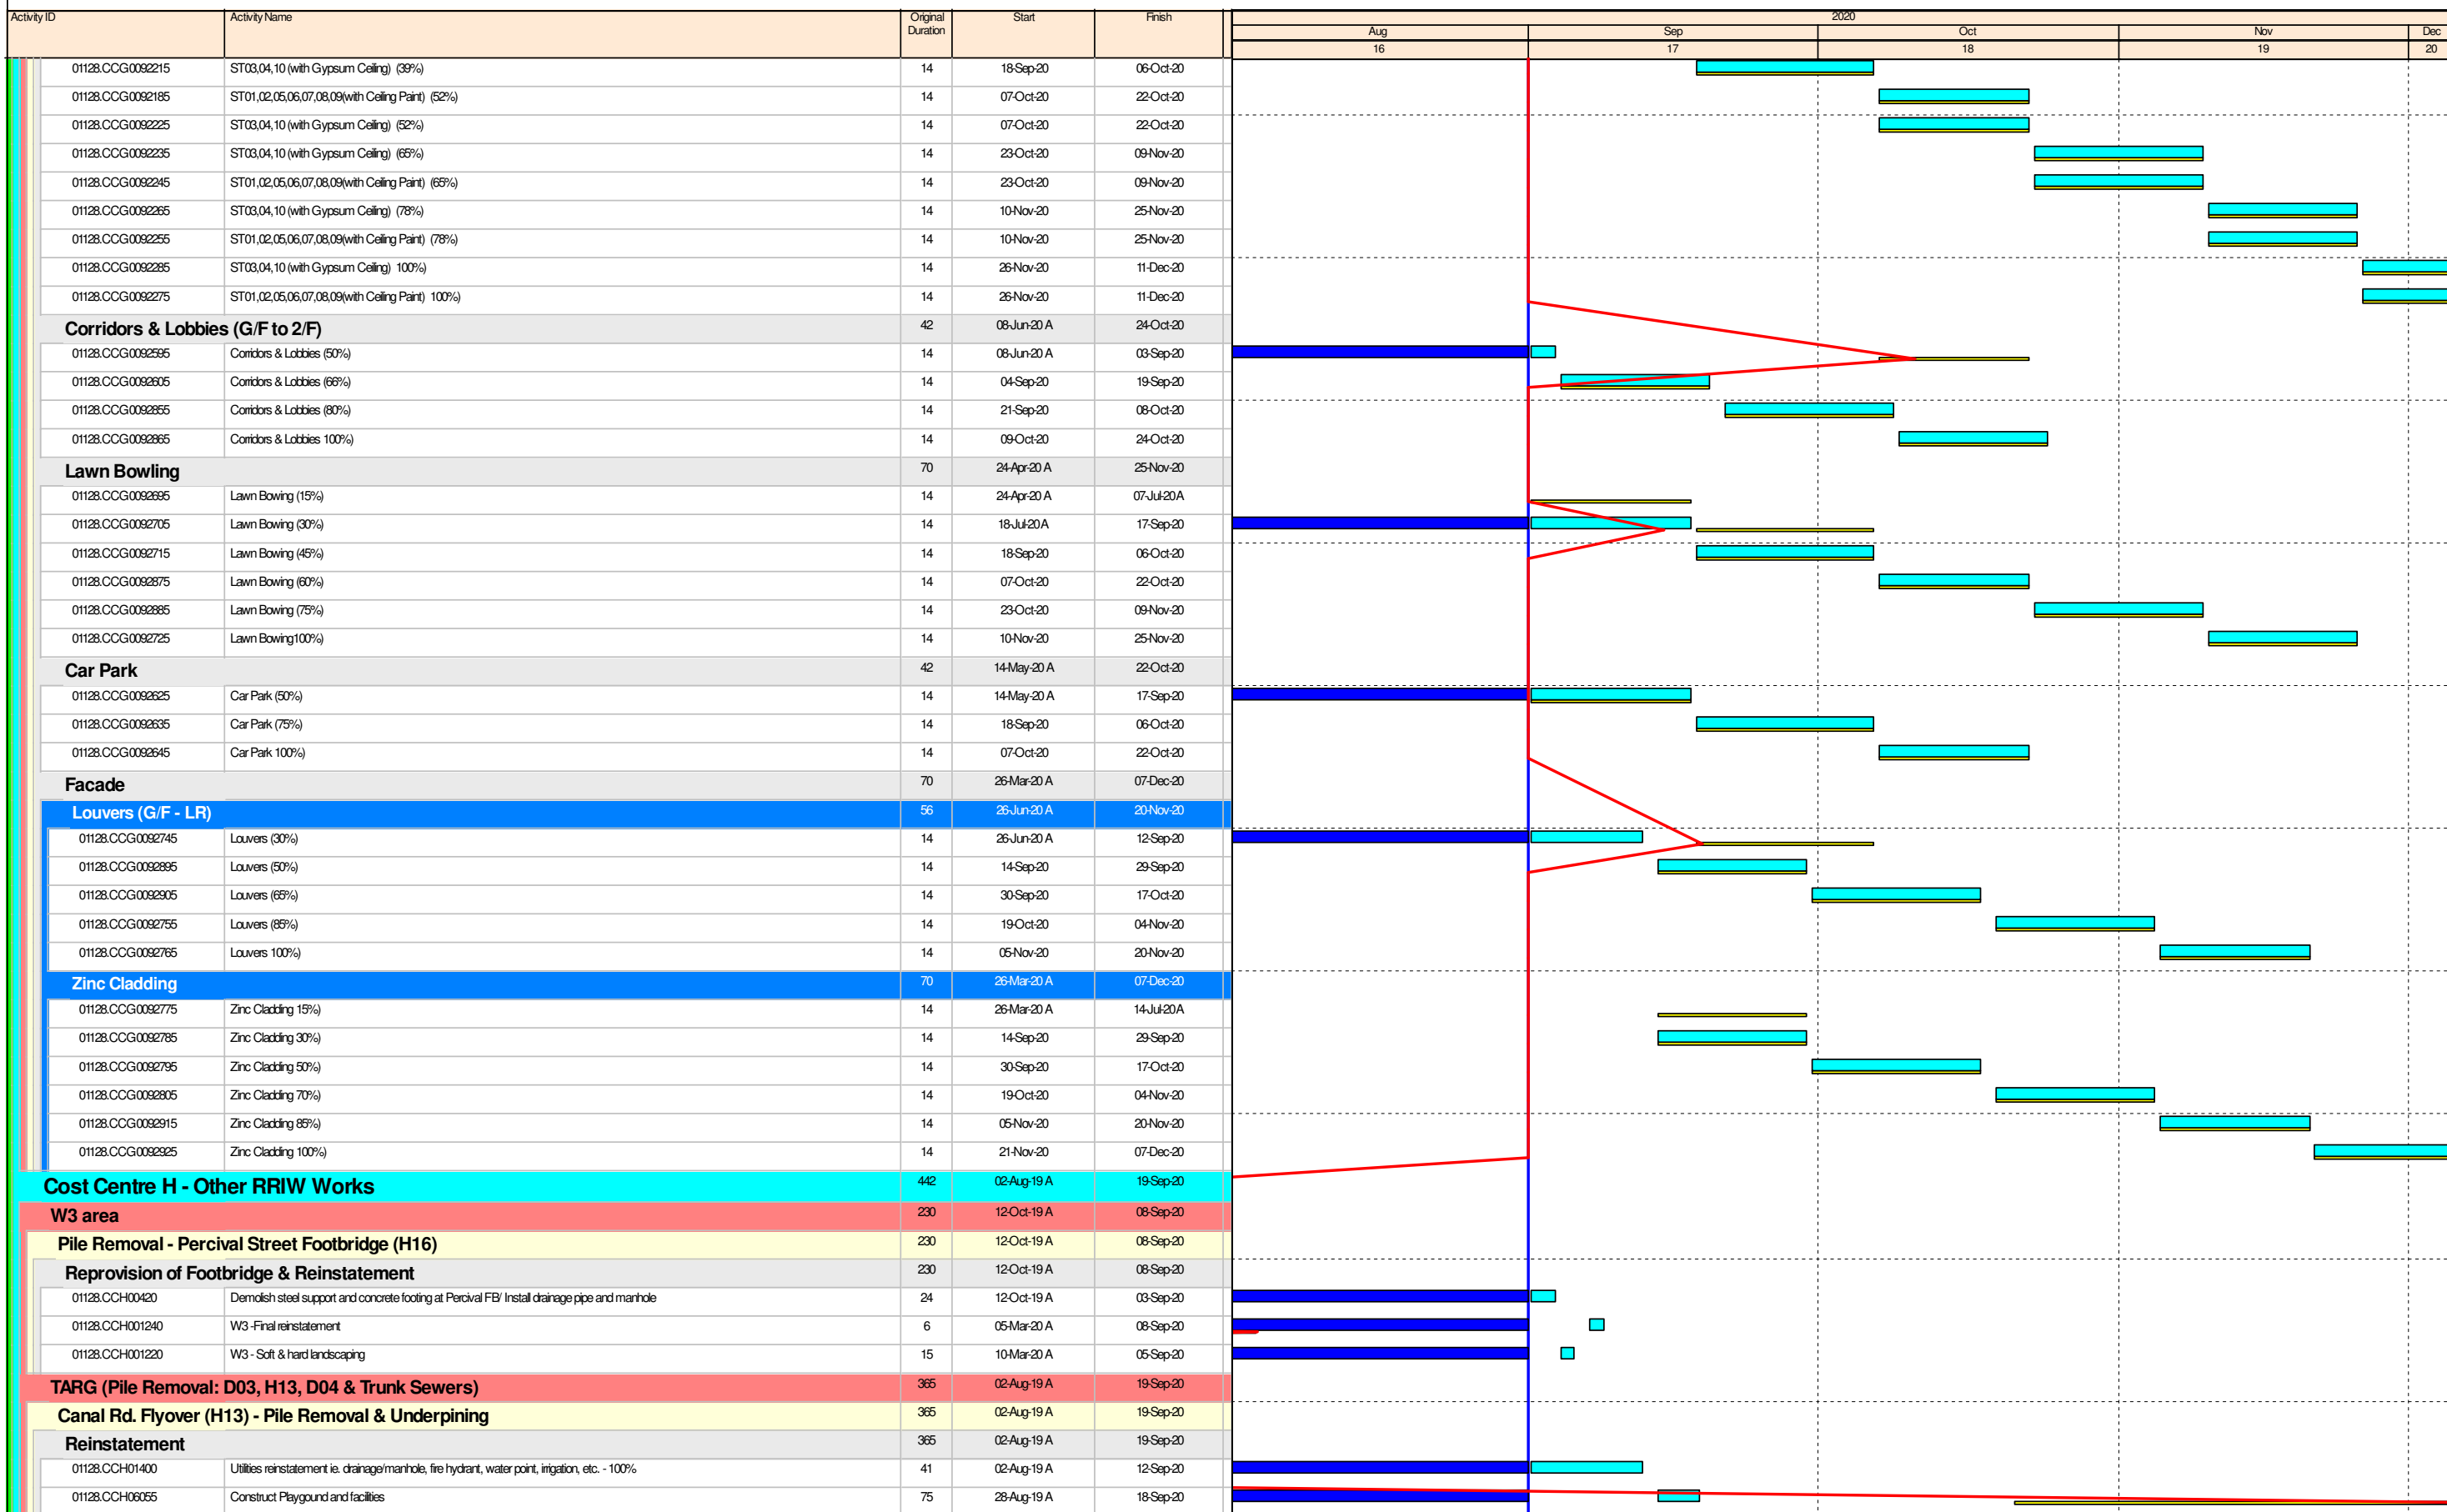 Activity ID Activity Name Original Duration Start Finish 2020
Aug Sep Oct Nov Dec
16 17 18 19 20
01128.CCG0092215 ST03,04,10 (with Gypsum Ceiling) (39%) 14 18-Sep-20 06-Oct-20
01128.CCG0092185 ST01,02,05,06,07,08,09(with Ceiling Paint) (52%) 14 07-Oct-20 22-Oct-20
01128.CCG0092225 ST03,04,10 (with Gypsum Ceiling) (52%) 14 07-Oct-20 22-Oct-20
01128.CCG0092235 ST03,04,10 (with Gypsum Ceiling) (65%) 14 23-Oct-20 09-Nov-20
01128.CCG0092245 ST01,02,05,06,07,08,09(with Ceiling Paint) (65%) 14 23-Oct-20 09-Nov-20
01128.CCG0092265 ST03,04,10 (with Gypsum Ceiling) (78%) 14 10-Nov-20 25-Nov-20
01128.CCG0092255 ST01,02,05,06,07,08,09(with Ceiling Paint) (78%) 14 10-Nov-20 25-Nov-20
01128.CCG0092285 ST03,04,10 (with Gypsum Ceiling) 100%) 14 26-Nov-20 11-Dec-20
01128.CCG0092275 ST01,02,05,06,07,08,09(with Ceiling Paint) 100%) 14 26-Nov-20 11-Dec-20
Corridors & Lobbies (G/F to 2/F) 42 08-Jun-20 A 24-Oct-20
01128.CCG0092595 Corridors & Lobbies (50%) 14 08-Jun-20 A 03-Sep-20
01128.CCG0092605 Corridors & Lobbies (66%) 14 04-Sep-20 19-Sep-20
01128.CCG0092855 Corridors & Lobbies (80%) 14 21-Sep-20 08-Oct-20
01128.CCG0092865 Corridors & Lobbies 100%) 14 09-Oct-20 24-Oct-20
Lawn Bowling 70 24-Apr-20 A 25-Nov-20
01128.CCG0092695 Lawn Bowing (15%) 14 24-Apr-20 A 07-Jul-20 A
01128.CCG0092705 Lawn Bowing (30%) 14 18-Jul-20 A 17-Sep-20
01128.CCG0092715 Lawn Bowing (45%) 14 18-Sep-20 06-Oct-20
01128.CCG0092875 Lawn Bowing (60%) 14 07-Oct-20 22-Oct-20
01128.CCG0092885 Lawn Bowing (75%) 14 23-Oct-20 09-Nov-20
01128.CCG0092725 Lawn Bowing100%) 14 10-Nov-20 25-Nov-20
Car Park 42 14-May-20 A 22-Oct-20
01128.CCG0092625 Car Park (50%) 14 14-May-20 A 17-Sep-20
01128.CCG0092635 Car Park (75%) 14 18-Sep-20 06-Oct-20
01128.CCG0092645 Car Park 100%) 14 07-Oct-20 22-Oct-20
Facade 70 26-Mar-20 A 07-Dec-20
Louvers (G/F - LR) 56 26-Jun-20 A 20-Nov-20
01128.CCG0092745 Louvers (30%) 14 26-Jun-20 A 12-Sep-20
01128.CCG0092895 Louvers (50%) 14 14-Sep-20 29-Sep-20
01128.CCG0092905 Louvers (65%) 14 30-Sep-20 17-Oct-20
01128.CCG0092755 Louvers (85%) 14 19-Oct-20 04-Nov-20
01128.CCG0092765 Louvers 100%) 14 05-Nov-20 20-Nov-20
Zinc Cladding 70 26-Mar-20 A 07-Dec-20
01128.CCG0092775 Zinc Cladding 15%) 14 26-Mar-20 A 14-Jul-20 A
01128.CCG0092785 Zinc Cladding 30%) 14 14-Sep-20 29-Sep-20
01128.CCG0092795 Zinc Cladding 50%) 14 30-Sep-20 17-Oct-20
01128.CCG0092805 Zinc Cladding 70%) 14 19-Oct-20 04-Nov-20
01128.CCG0092915 Zinc Cladding 85%) 14 05-Nov-20 20-Nov-20
01128.CCG0092925 Zinc Cladding 100%) 14 21-Nov-20 07-Dec-20
Cost Centre H - Other RRIW Works 442 02-Aug-19 A 19-Sep-20
W3 area 230 12-Oct-19 A 08-Sep-20
Pile Removal - Percival Street Footbridge (H16) 230 12-Oct-19 A 08-Sep-20
Reprovision of Footbridge & Reinstatement 230 12-Oct-19 A 08-Sep-20
01128.CCH00420 Demolish steel support and concrete footing at Percival FB/ Install drainage pipe and manhole 24 12-Oct-19 A 03-Sep-20
01128.CCH001240 W3 -Final reinstatement 6 05-Mar-20 A 08-Sep-20
01128.CCH001220 W3 - Soft & hard landscaping 15 10-Mar-20 A 05-Sep-20
TARG (Pile Removal: D03, H13, D04 & Trunk Sewers) 365 02-Aug-19 A 19-Sep-20
Canal Rd. Flyover (H13) - Pile Removal & Underpining 365 02-Aug-19 A 19-Sep-20
Reinstatement 365 02-Aug-19 A 19-Sep-20
01128.CCH01400 Utilities reinstatement ie. drainage/manhole, fire hydrant, water point, irrigation, etc. - 100% 41 02-Aug-19 A 12-Sep-20
01128.CCH06055 Construct Playgound and facilities 75 28-Aug-19 A 18-Sep-20